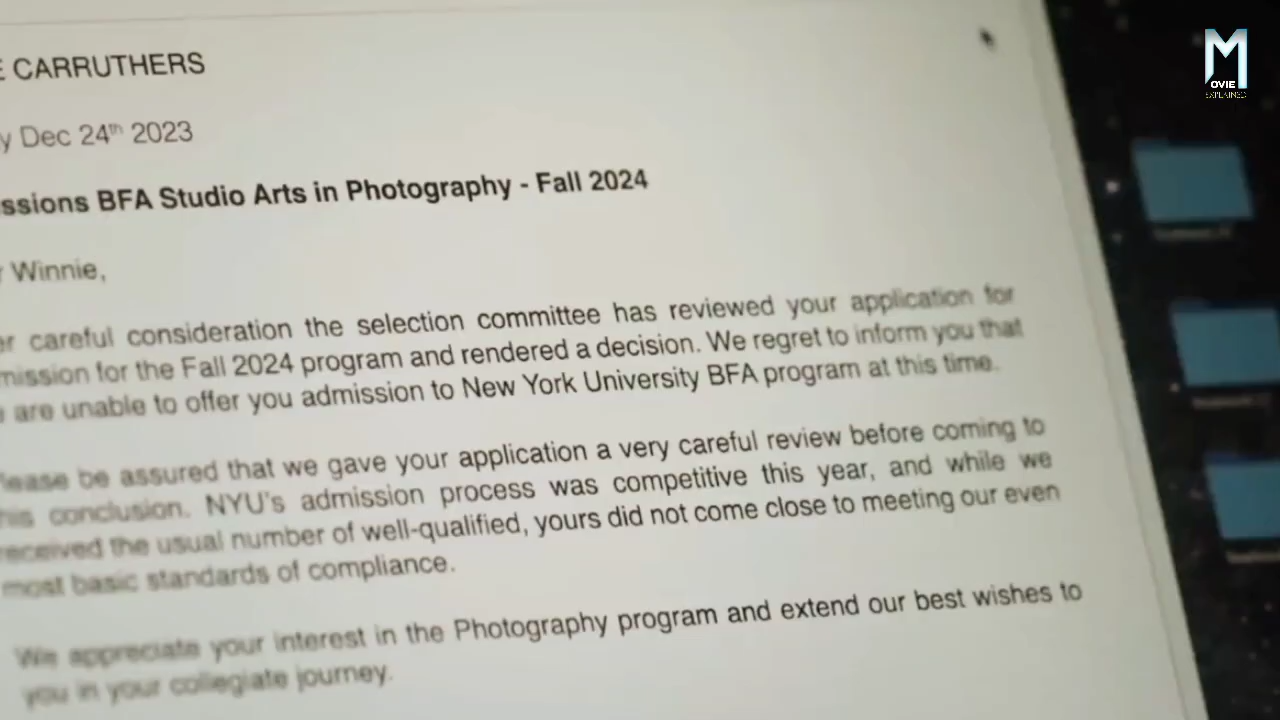 E CARRUTHERS
y Dec 24th 2023
ssions BFA Studio Arts in Photography - Fall 2024
r Winnie,
er careful consideration the selection committee has reviewed your application for
mission for the Fall 2024 program and rendered a decision. We regret to inform you that
are unable to offer you admission to New York University BFA program at this time.
lease be assured that we gave your application a very careful review before coming to
his conclusion. NYU's admission process was competitive this year, and while we
received the usual number of well-qualified, yours did not come close to meeting our even
most basic standards of compliance.
We appreciate your interest in the Photography program and extend our best wishes to
you in your collegiate journey.
MOVIE
EXPLAINED